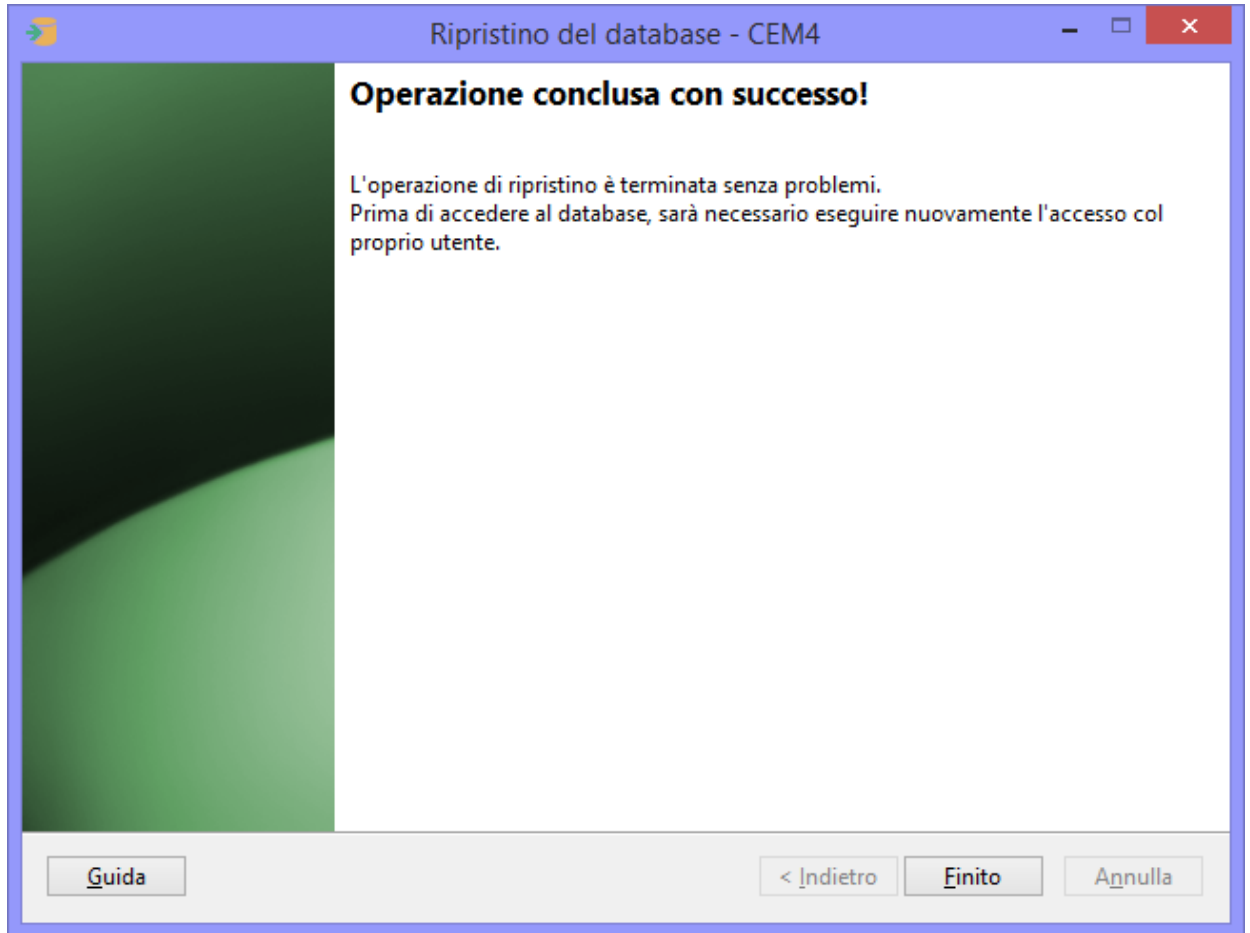 Ripristino del database - CEM4
Operazione conclusa con successo!
L'operazione di ripristino è terminata senza problemi.
Prima di accedere al database, sarà necessario eseguire nuovamente l'accesso col
proprio utente.
Guida
< Indietro
Finito
Annulla